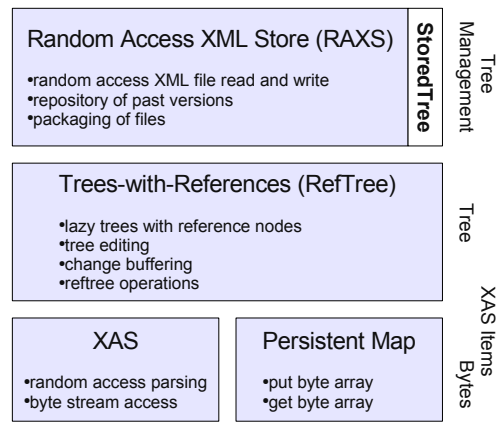 Random Access XML Store (RAXS)
•random access XML file read and write
•repository of past versions
•packaging of files
StoredTree
Tree
Management
Trees-with-References (RefTree)
•lazy trees with reference nodes
•tree editing
•change buffering
•reftree operations
Tree
XAS
•random access parsing
•byte stream access
Persistent Map
•put byte array
•get byte array
XAS Items
Bytes